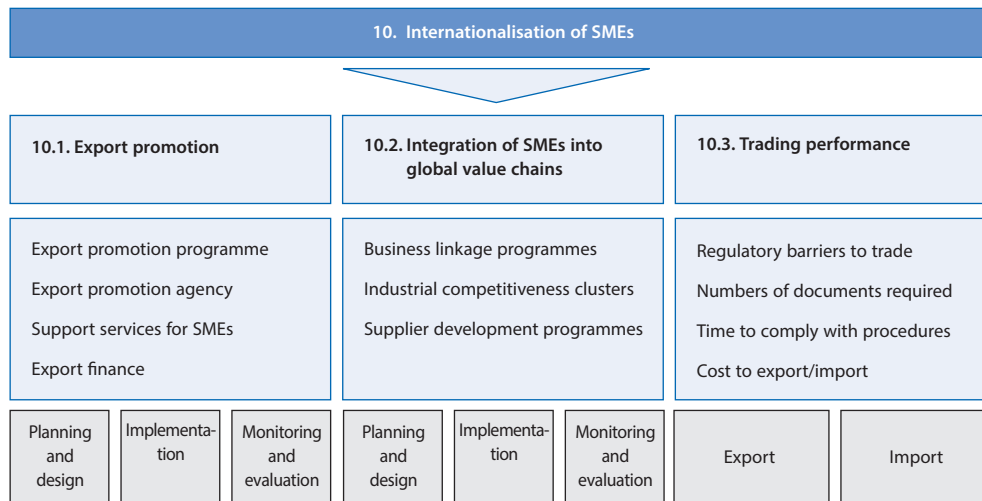 10. Internationalisation of SMEs
10.1. Export promotion
10.2. Integration of SMEs into
global value chains
10.3. Trading performance
Export promotion programme
Export promotion agency
Support services for SMEs
Export finance
Business linkage programmes
Industrial competitiveness clusters
Supplier development programmes
Regulatory barriers to trade
Numbers of documents required
Time to comply with procedures
Cost to export/import
Planning
and
design
Implementa-
tion
Monitoring
and
evaluation
Planning
and
design
Implementa-
tion
Monitoring
and
evaluation
Export
Import